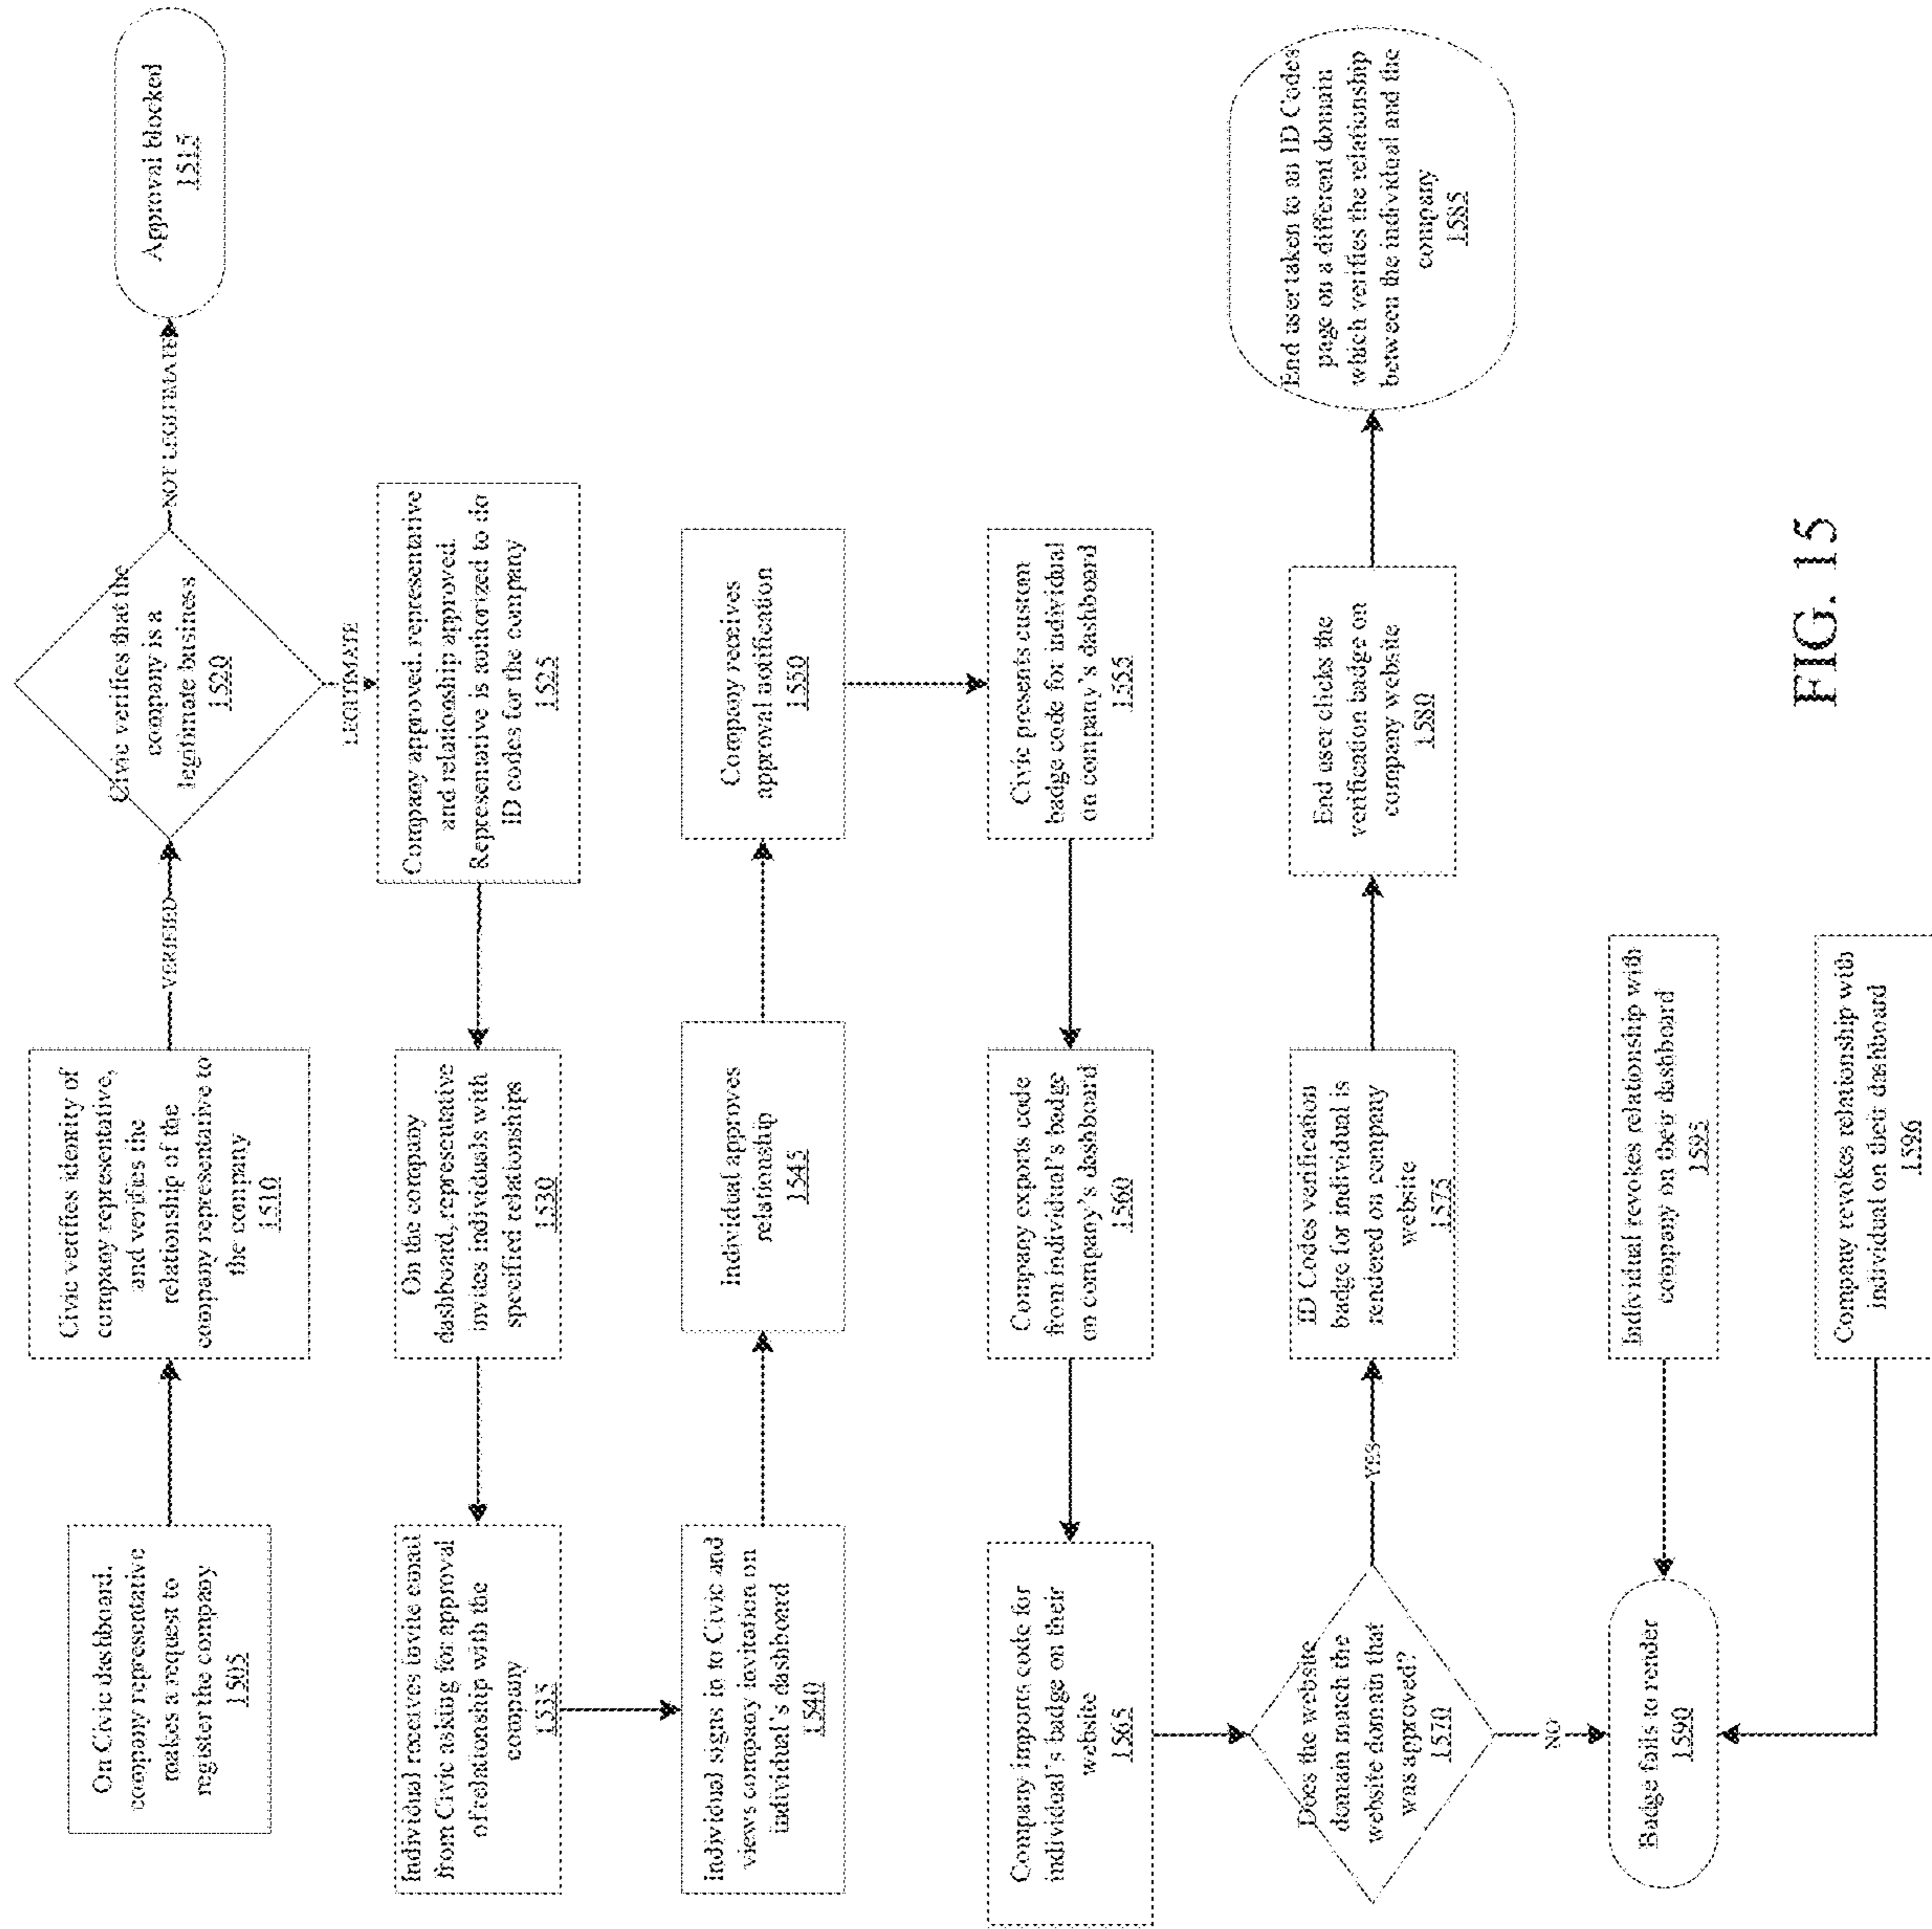 On Civic dashboard,
company representative
makes a request to
register the company
1505
Civic verifies identity of
company representative,
and verifies the
relationship of the
company representative to
the company
1510
VERIFIED
Civic verifies that the
company is a
legitimate business
1520
NOT LEGITIMATE
Approval blocked
1515
LEGITIMATE
Company approved, representative
and relationship approved.
Representative is authorized to do
ID codes for the company
1525
On the company
dashboard, representative
invites individuals with
specified relationships
1530
Individual receives invite email
from Civic asking for approval
of relationship with the
company
1535
Individual signs in to Civic and
views company invitation on
individual's dashboard
1540
Individual approves
relationship
1545
Company receives
approval notification
1550
Civic presents custom
badge code for individual
on company's dashboard
1555
Company exports code
from individual's badge
on company's dashboard
1560
Company imports code for
individual's badge on their
website
1565
Does the website
domain match the
website domain that
was approved?
1570
YES
ID Codes verification
badge for individual is
rendered on company
website
1575
End user clicks the
verification badge on
company website
1580
End user taken to an ID Codes
page on a different domain
which verifies the relationship
between the individual and the
company
1585
NO
Badge fails to render
1590
Individual revokes relationship with
company on their dashboard
1595
Company revokes relationship with
individual on their dashboard
1596
FIG. 15